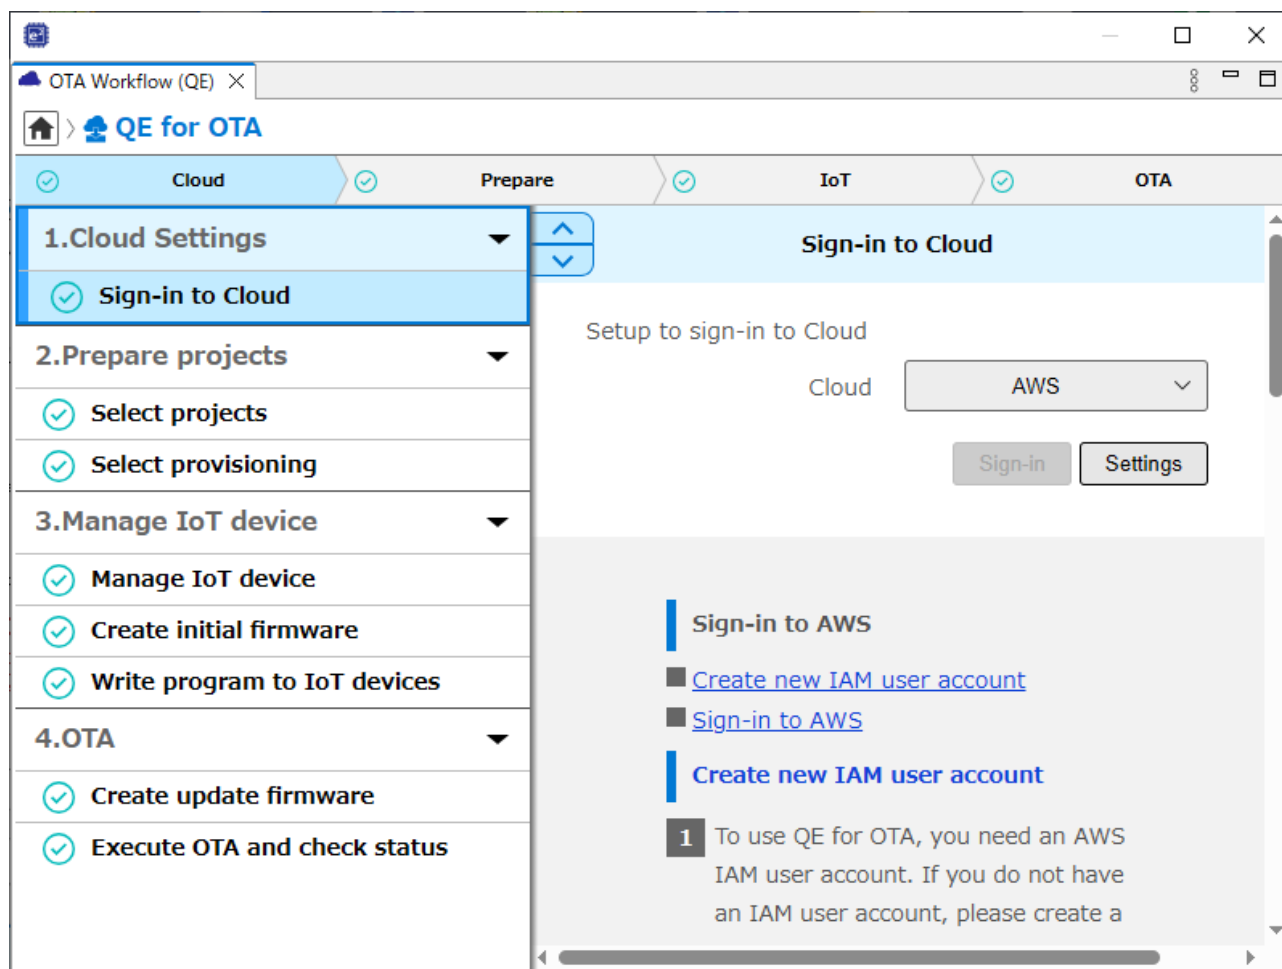 OTA Workflow (QE)
QE for OTA
Cloud
Prepare
IoT
OTA
1.Cloud Settings
Sign-in to Cloud
2.Prepare projects
Select projects
Select provisioning
3.Manage IoT device
Manage IoT device
Create initial firmware
Write program to IoT devices
4.OTA
Create update firmware
Execute OTA and check status
Sign-in to Cloud
Setup to sign-in to Cloud
Cloud
AWS
Sign-in
Settings
Sign-in to AWS
Create new IAM user account
Sign-in to AWS
Create new IAM user account
1 To use QE for OTA, you need an AWS
IAM user account. If you do not have
an IAM user account, please create a